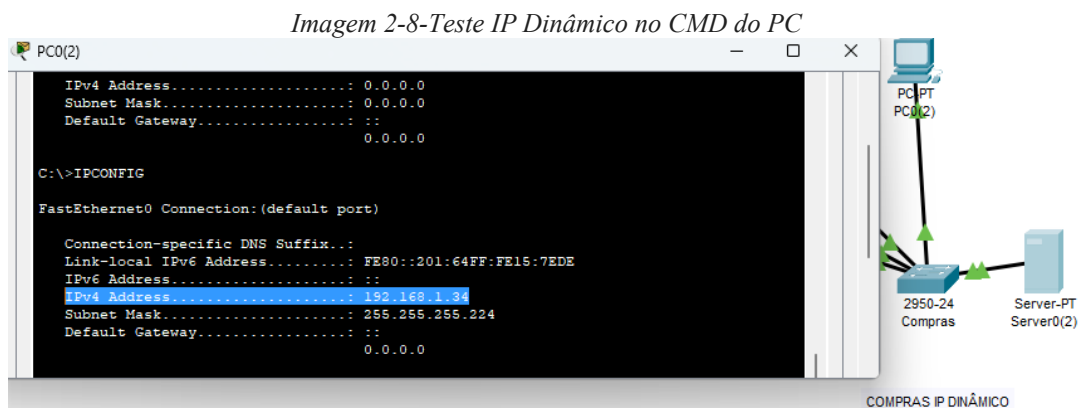 Imagem 2-8-Teste IP Dinâmico no CMD do PC
PC0(2)
IPv4 Address.....................: 0.0.0.0
Subnet Mask......................: 0.0.0.0
Default Gateway..................: ::
0.0.0.0
C:\>IPCONFIG
FastEthernet0 Connection:(default port)
Connection-specific DNS Suffix..:
Link-local IPv6 Address.........: FE80::201:64FF:FE15:7EDE
IPv6 Address....................: ::
IPv4 Address....................: 192.168.1.34
Subnet Mask.....................: 255.255.255.224
Default Gateway.................: ::
0.0.0.0
PC-PT
PC0(2)
2950-24
Compras
Server-PT
Server0(2)
COMPRAS IP DINÂMICO